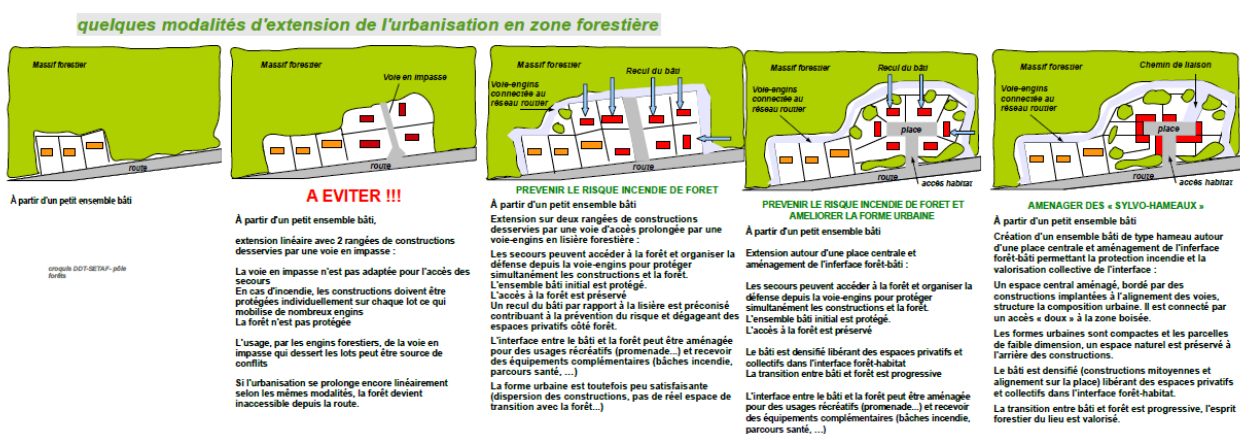 quelques modalités d'extension de l'urbanisation en zone forestière
Massif forestier
route
À partir d'un petit ensemble bâti
croquis DDT-SETAF- pôle
forêts
Massif forestier
Voie en impasse
route
A EVITER !!!
À partir d'un petit ensemble bâti,
extension linéaire avec 2 rangées de constructions
desservies par une voie en impasse :
La voie en impasse n'est pas adaptée pour l'accès des
secours
En cas d'incendie, les constructions doivent être
protégées individuellement sur chaque lot ce qui
mobilise de nombreux engins
La forêt n'est pas protégée
L'usage, par les engins forestiers, de la voie en
impasse qui dessert les lots peut être source de
conflits
Si l'urbanisation se prolonge encore linéairement
selon les mêmes modalités, la forêt devient
inaccessible depuis la route.
Massif forestier
Recul du bâti
Voie-engins
connectée au
réseau routier
route
PREVENIR LE RISQUE INCENDIE DE FORET
À partir d'un petit ensemble bâti
Extension sur deux rangées de constructions
desservies par une voie d'accès prolongée par une
voie-engins en lisière forestière :
Les secours peuvent accéder à la forêt et organiser la
défense depuis la voie-engins pour protéger
simultanément les constructions et la forêt.
L'ensemble bâti initial est protégé.
L'accès à la forêt est préservé
Un recul du bâti par rapport à la lisière est préconisé
contribuant à la prévention du risque et dégageant des
espaces privatifs côté forêt.
L'interface entre le bâti et la forêt peut être aménagée
pour des usages récréatifs (promenade...) et recevoir
des équipements complémentaires (bâches incendie,
parcours santé, ...)
La forme urbaine est toutefois peu satisfaisante
(dispersion des constructions, pas de réel espace de
transition avec la forêt...)
Massif forestier
Recul du bâti
Voie-engins
connectée au
réseau routier
place
route
accès habitat
PREVENIR LE RISQUE INCENDIE DE FORET ET
AMELIORER LA FORME URBAINE
À partir d'un petit ensemble bâti
Extension autour d'une place centrale et
aménagement de l'inferface forêt-bâti :
Les secours peuvent accéder à la forêt et organiser la
défense depuis la voie-engins pour protéger
simultanément les constructions et la forêt.
L'ensemble bâti initial est protégé.
L'accès à la forêt est préservé
Le bâti est densifié libérant des espaces privatifs et
collectifs dans l'interface forêt-habitat
La transition entre bâti et forêt est progressive
L'interface entre le bâti et la forêt peut être aménagée
pour des usages récréatifs (promenade...) et recevoir
des équipements complémentaires (bâches incendie,
parcours santé, ...)
Massif forestier
Chemin de liaison
Voie-engins
connectée au
réseau routier
place
route
accès habitat
AMENAGER DES « SYLVO-HAMEAUX »
À partir d'un petit ensemble bâti
Création d'un ensemble bâti de type hameau autour
d'une place centrale et aménagement de l'inferface
forêt-bâti permettant la protection incendie et la
valorisation collective de l'interface :
Un espace central aménagé, bordé par des
constructions implantées à l'alignement des voies,
structure la composition urbaine. Il est connecté par
un accès « doux » à la zone boisée.
Les formes urbaines sont compactes et les parcelles
de faible dimension, un espace naturel est préservé à
l'arrière des constructions.
Le bâti est densifié (constructions mitoyennes et
alignement sur la place) libérant des espaces privatifs
et collectifs dans l'interface forêt-habitat.
La transition entre bâti et forêt est progressive, l'esprit
forestier du lieu est valorisé.